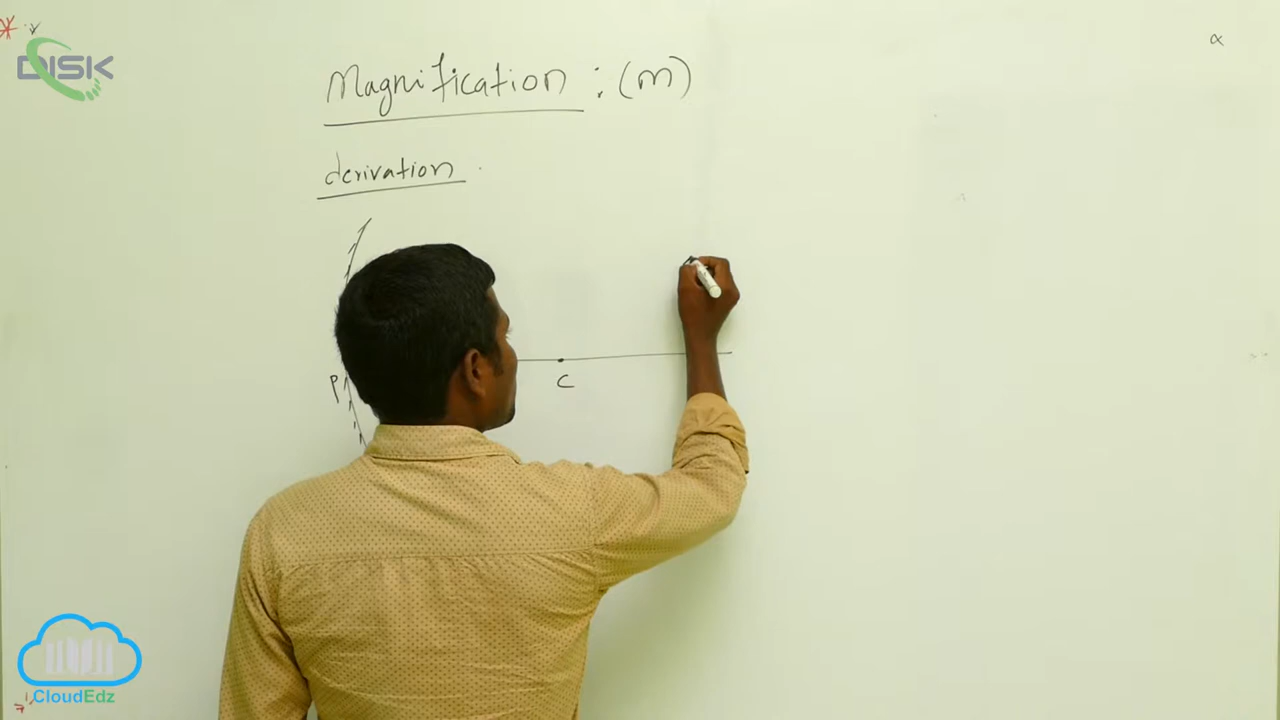 DISK
Magnification : (m)
α
derivation
P
C
CloudEdz